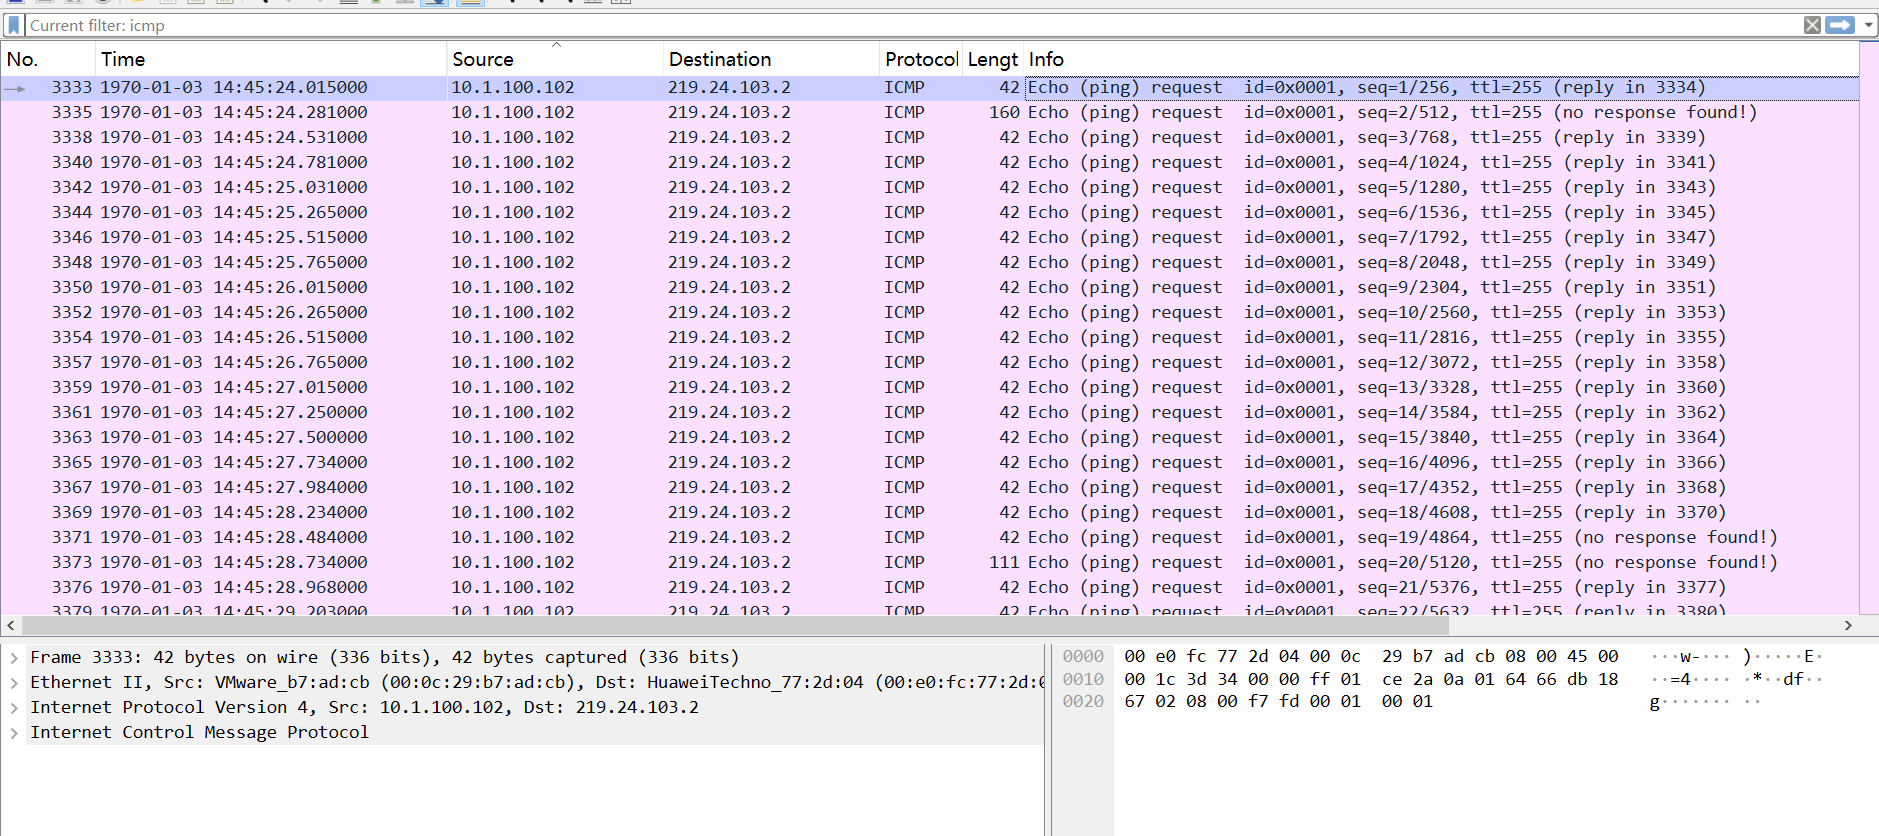 Current filter: icmp
No. Time Source Destination Protocol Lengt Info
3333 1970-01-03 14:45:24.015000 10.1.100.102 219.24.103.2 ICMP 42 Echo (ping) request id=0x0001, seq=1/256, ttl=255 (reply in 3334)
3335 1970-01-03 14:45:24.281000 10.1.100.102 219.24.103.2 ICMP 160 Echo (ping) request id=0x0001, seq=2/512, ttl=255 (no response found!)
3338 1970-01-03 14:45:24.531000 10.1.100.102 219.24.103.2 ICMP 42 Echo (ping) request id=0x0001, seq=3/768, ttl=255 (reply in 3339)
3340 1970-01-03 14:45:24.781000 10.1.100.102 219.24.103.2 ICMP 42 Echo (ping) request id=0x0001, seq=4/1024, ttl=255 (reply in 3341)
3342 1970-01-03 14:45:25.031000 10.1.100.102 219.24.103.2 ICMP 42 Echo (ping) request id=0x0001, seq=5/1280, ttl=255 (reply in 3343)
3344 1970-01-03 14:45:25.265000 10.1.100.102 219.24.103.2 ICMP 42 Echo (ping) request id=0x0001, seq=6/1536, ttl=255 (reply in 3345)
3346 1970-01-03 14:45:25.515000 10.1.100.102 219.24.103.2 ICMP 42 Echo (ping) request id=0x0001, seq=7/1792, ttl=255 (reply in 3347)
3348 1970-01-03 14:45:25.765000 10.1.100.102 219.24.103.2 ICMP 42 Echo (ping) request id=0x0001, seq=8/2048, ttl=255 (reply in 3349)
3350 1970-01-03 14:45:26.015000 10.1.100.102 219.24.103.2 ICMP 42 Echo (ping) request id=0x0001, seq=9/2304, ttl=255 (reply in 3351)
3352 1970-01-03 14:45:26.265000 10.1.100.102 219.24.103.2 ICMP 42 Echo (ping) request id=0x0001, seq=10/2560, ttl=255 (reply in 3353)
3354 1970-01-03 14:45:26.515000 10.1.100.102 219.24.103.2 ICMP 42 Echo (ping) request id=0x0001, seq=11/2816, ttl=255 (reply in 3355)
3357 1970-01-03 14:45:26.765000 10.1.100.102 219.24.103.2 ICMP 42 Echo (ping) request id=0x0001, seq=12/3072, ttl=255 (reply in 3358)
3359 1970-01-03 14:45:27.015000 10.1.100.102 219.24.103.2 ICMP 42 Echo (ping) request id=0x0001, seq=13/3328, ttl=255 (reply in 3360)
3361 1970-01-03 14:45:27.250000 10.1.100.102 219.24.103.2 ICMP 42 Echo (ping) request id=0x0001, seq=14/3584, ttl=255 (reply in 3362)
3363 1970-01-03 14:45:27.500000 10.1.100.102 219.24.103.2 ICMP 42 Echo (ping) request id=0x0001, seq=15/3840, ttl=255 (reply in 3364)
3365 1970-01-03 14:45:27.734000 10.1.100.102 219.24.103.2 ICMP 42 Echo (ping) request id=0x0001, seq=16/4096, ttl=255 (reply in 3366)
3367 1970-01-03 14:45:27.984000 10.1.100.102 219.24.103.2 ICMP 42 Echo (ping) request id=0x0001, seq=17/4352, ttl=255 (reply in 3368)
3369 1970-01-03 14:45:28.234000 10.1.100.102 219.24.103.2 ICMP 42 Echo (ping) request id=0x0001, seq=18/4608, ttl=255 (reply in 3370)
3371 1970-01-03 14:45:28.484000 10.1.100.102 219.24.103.2 ICMP 42 Echo (ping) request id=0x0001, seq=19/4864, ttl=255 (no response found!)
3373 1970-01-03 14:45:28.734000 10.1.100.102 219.24.103.2 ICMP 111 Echo (ping) request id=0x0001, seq=20/5120, ttl=255 (no response found!)
3376 1970-01-03 14:45:28.968000 10.1.100.102 219.24.103.2 ICMP 42 Echo (ping) request id=0x0001, seq=21/5376, ttl=255 (reply in 3377)
3379 1970-01-03 14:45:29.203000 10.1.100.102 219.24.103.2 ICMP 42 Echo (ping) request id=0x0001, seq=22/5632, ttl=255 (reply in 3380)
Frame 3333: 42 bytes on wire (336 bits), 42 bytes captured (336 bits)
Ethernet II, Src: VMware_b7:ad:cb (00:0c:29:b7:ad:cb), Dst: HuaweiTechno_77:2d:04 (00:e0:fc:77:2d:0
Internet Protocol Version 4, Src: 10.1.100.102, Dst: 219.24.103.2
Internet Control Message Protocol
0000 00 e0 fc 77 2d 04 00 0c 29 b7 ad cb 08 00 45 00 ···w-··· )·····E·
0010 00 1c 3d 34 00 00 ff 01 ce 2a 0a 01 64 66 db 18 ··=4···· ·*··df··
0020 67 02 08 00 f7 fd 00 01 00 01 g······· ··